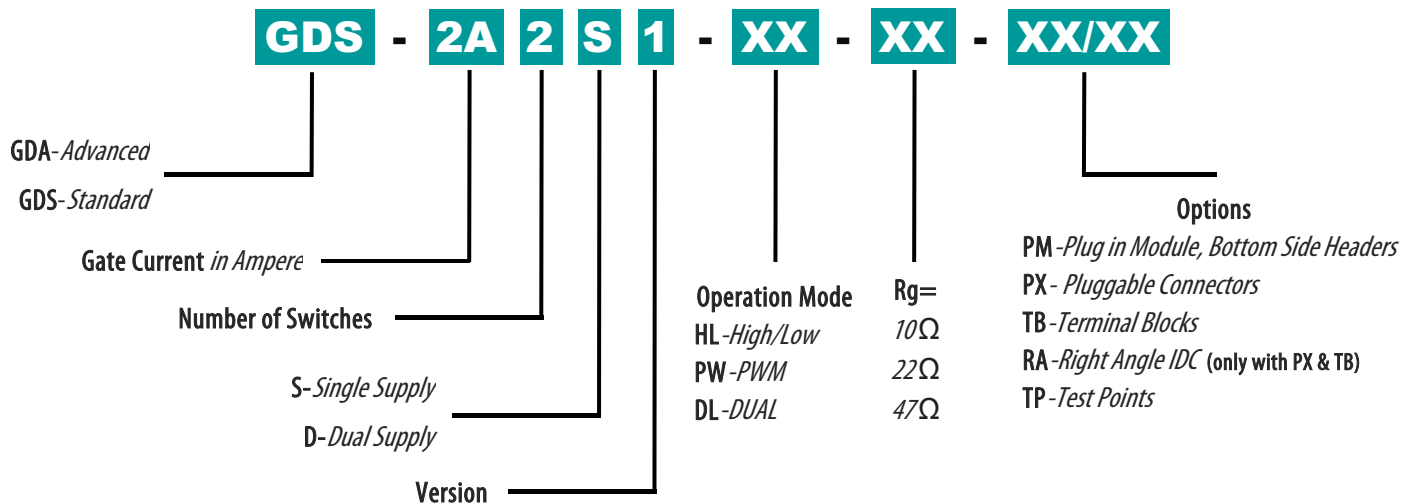 GDS - 2A 2 S 1 - XX - XX - XX/XX
GDA-Advanced
GDS-Standard
Gate Current in Ampere
Number of Switches
S-Single Supply
D-Dual Supply
Version
Operation Mode
HL-High/Low
PW-PWM
DL-DUAL
Rg=
10Ω
22Ω
47Ω
Options
PM-Plug in Module, Bottom Side Headers
PX- Pluggable Connectors
TB-Terminal Blocks
RA-Right Angle IDC (only with PX & TB)
TP-Test Points